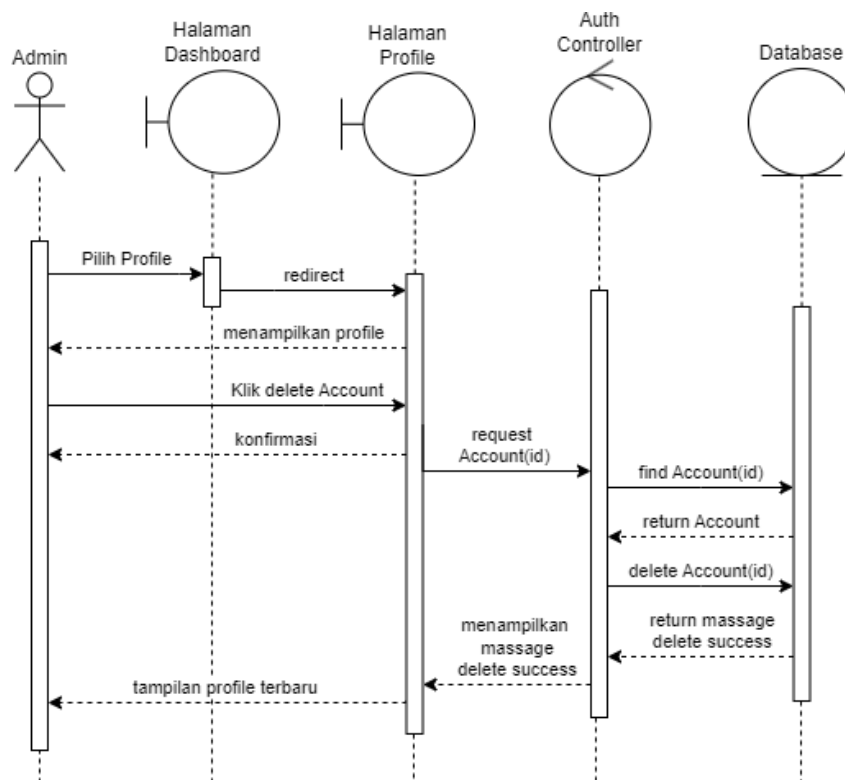 Admin
Halaman
Dashboard
Halaman
Profile
Auth
Controller
Database
Pilih Profile
redirect
menampilkan profile
Klik delete Account
konfirmasi
request
Account(id)
find Account(id)
return Account
delete Account(id)
return massage
delete success
menampilkan
massage
delete success
tampilan profile terbaru